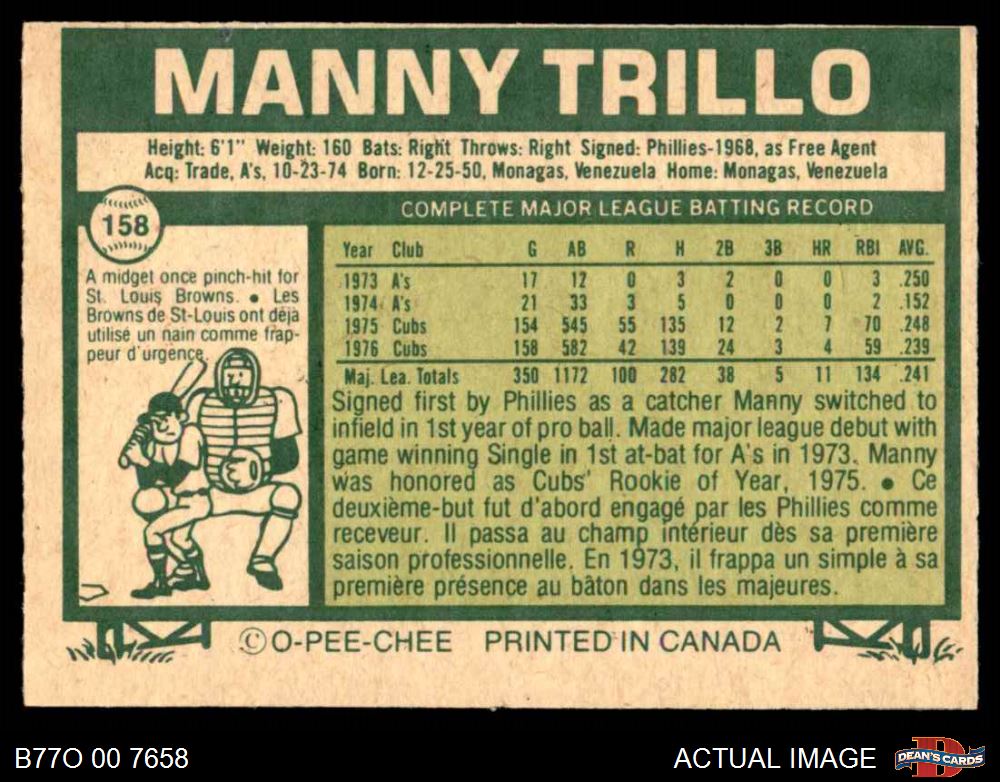 MANNY TRILLO
Height: 6'1" Weight: 160 Bats: Right Throws: Right Signed: Phillies-1968, as Free Agent
Acq: Trade, A's, 10-23-74 Born: 12-25-50, Monagas, Venezuela Home: Monagas, Venezuela
158
A midget once pinch-hit for
St. Louis Browns. • Les
Browns de St-Louis ont déja
utilisé un nain comme frap-
peur d'urgence.
COMPLETE MAJOR LEAGUE BATTING RECORD
Year Club G AB R H 2B 3B HR RBI AVG.
1973 A's 17 12 0 3 2 0 0 3 .250
1974 A's 21 33 3 5 0 0 0 2 .152
1975 Cubs 154 545 55 135 12 2 7 70 .248
1976 Cubs 158 582 42 139 24 3 4 59 .239
Maj. Lea. Totals 350 1172 100 282 38 5 11 134 .241
Signed first by Phillies as a catcher Manny switched to
infield in 1st year of pro ball. Made major league debut with
game winning Single in 1st at-bat for A's in 1973. Manny
was honored as Cubs' Rookie of Year, 1975. • Ce
deuxième-but fut d'abord engagé par les Phillies comme
receveur. Il passa au champ intérieur dès sa première
saison professionnelle. En 1973, il frappa un simple à sa
première présence au bâton dans les majeures.
© O-PEE-CHEE PRINTED IN CANADA
B77O 00 7658
ACTUAL IMAGE
D
DEAN'S CARDS